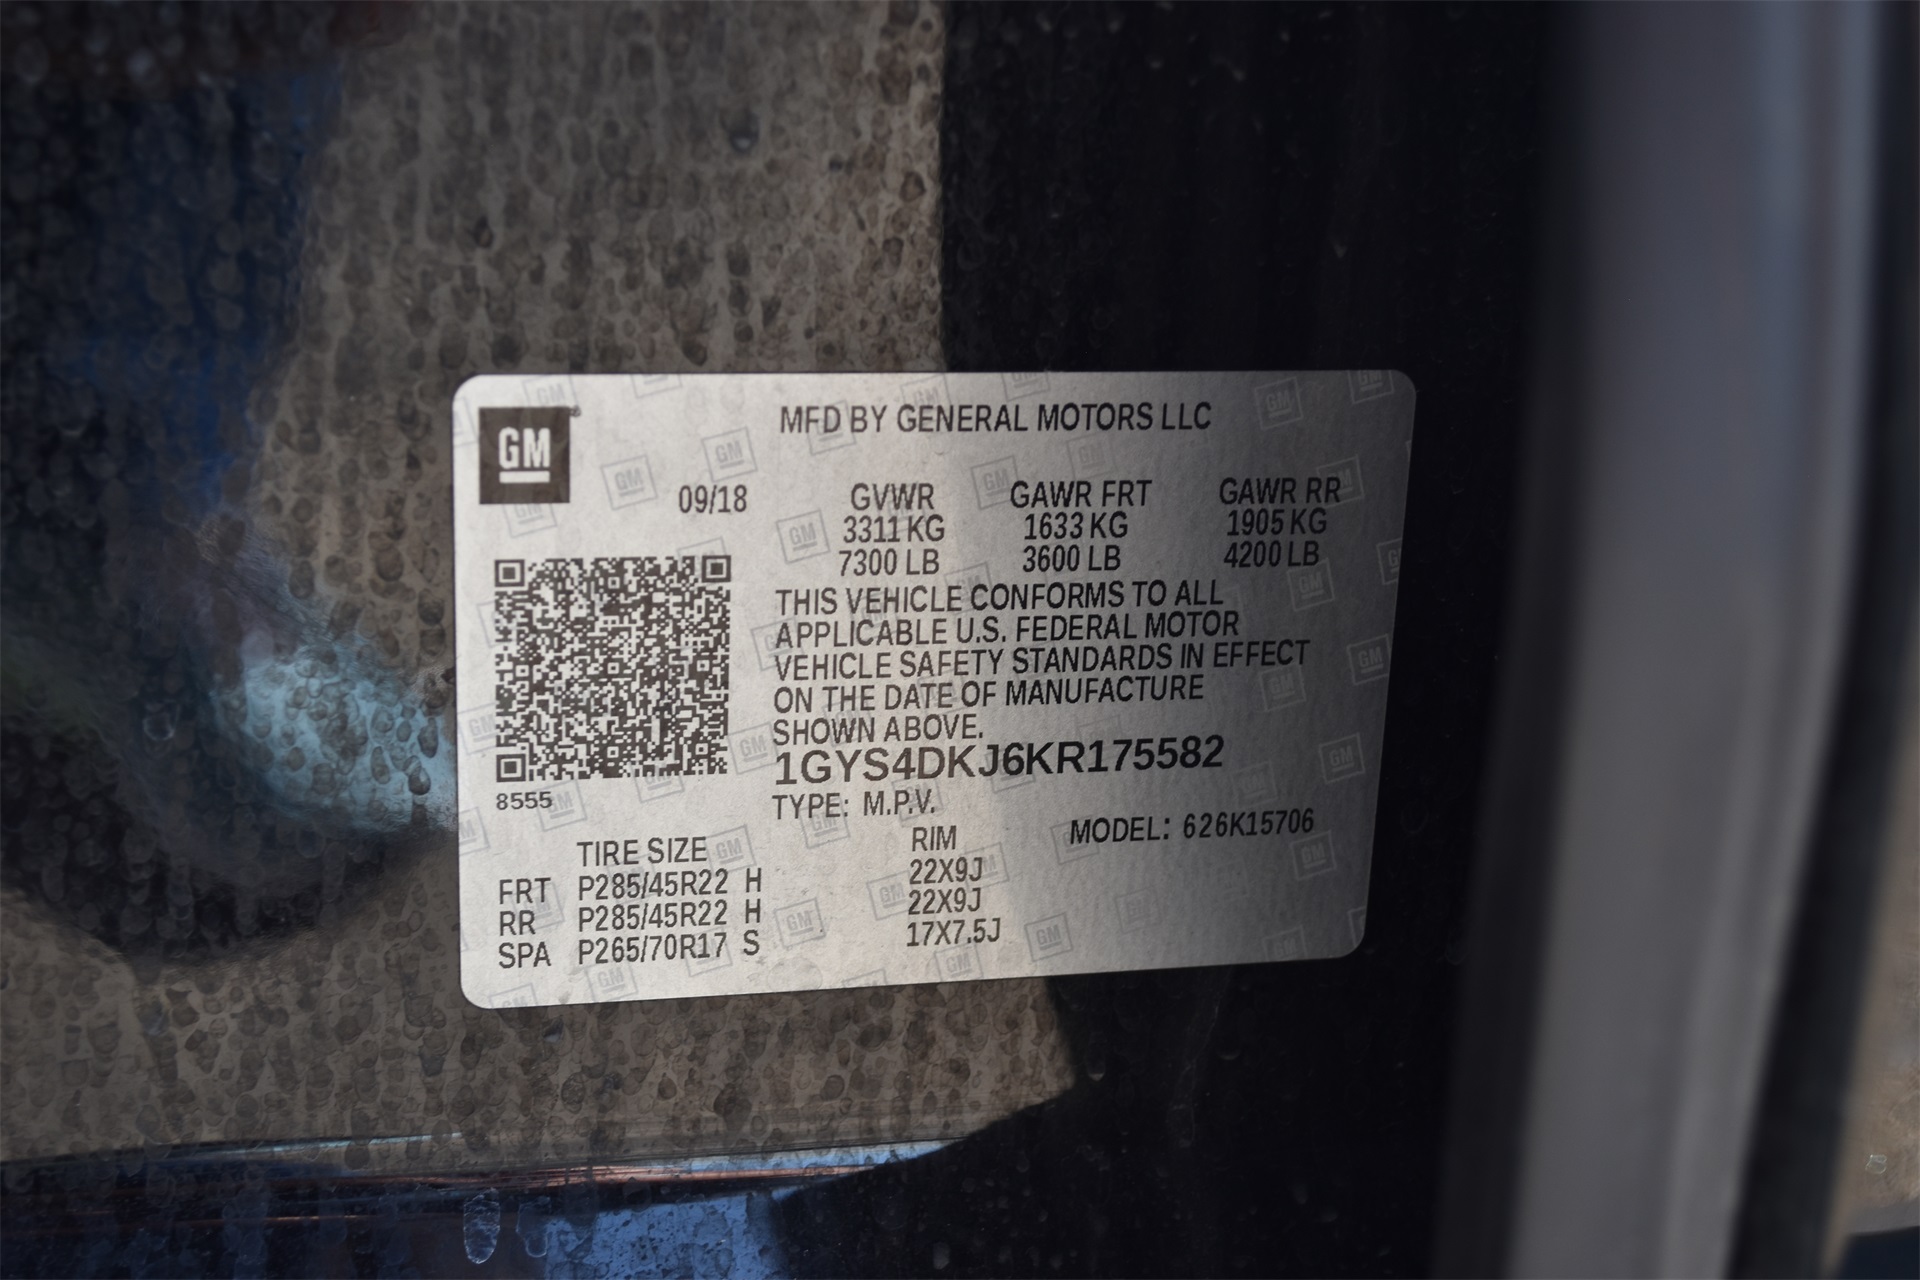 GM
MFD BY GENERAL MOTORS LLC
09/18
GVWR GAWR FRT GAWR RR
3311 KG 1633 KG 1905 KG
7300 LB 3600 LB 4200 LB
THIS VEHICLE CONFORMS TO ALL
APPLICABLE U.S. FEDERAL MOTOR
VEHICLE SAFETY STANDARDS IN EFFECT
ON THE DATE OF MANUFACTURE
SHOWN ABOVE.
1GYS4DKJ6KR175582
8555
TYPE: M.P.V.
MODEL: 626K15706
TIRE SIZE RIM
FRT P285/45R22 H 22X9J
RR P285/45R22 H 22X9J
SPA P265/70R17 S 17X7.5J